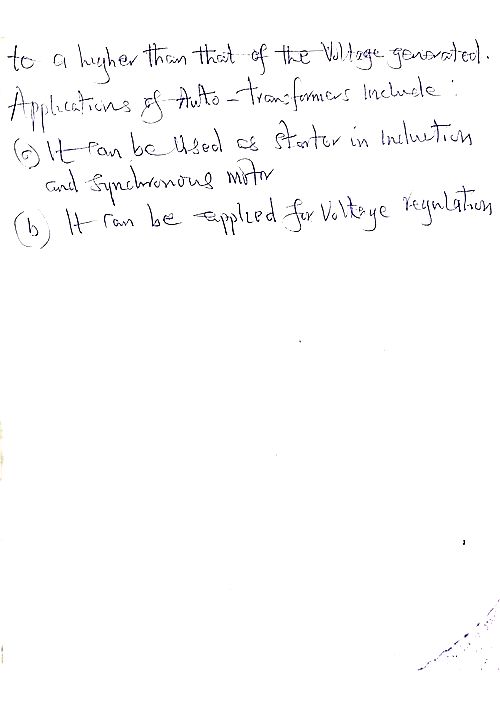 to a higher than that of the Voltage generated.
Applications of Auto-transformers Include :
(a) It can be Used as starter in Induction
and Synchronous motor
(b) It can be applied for Voltage regulation